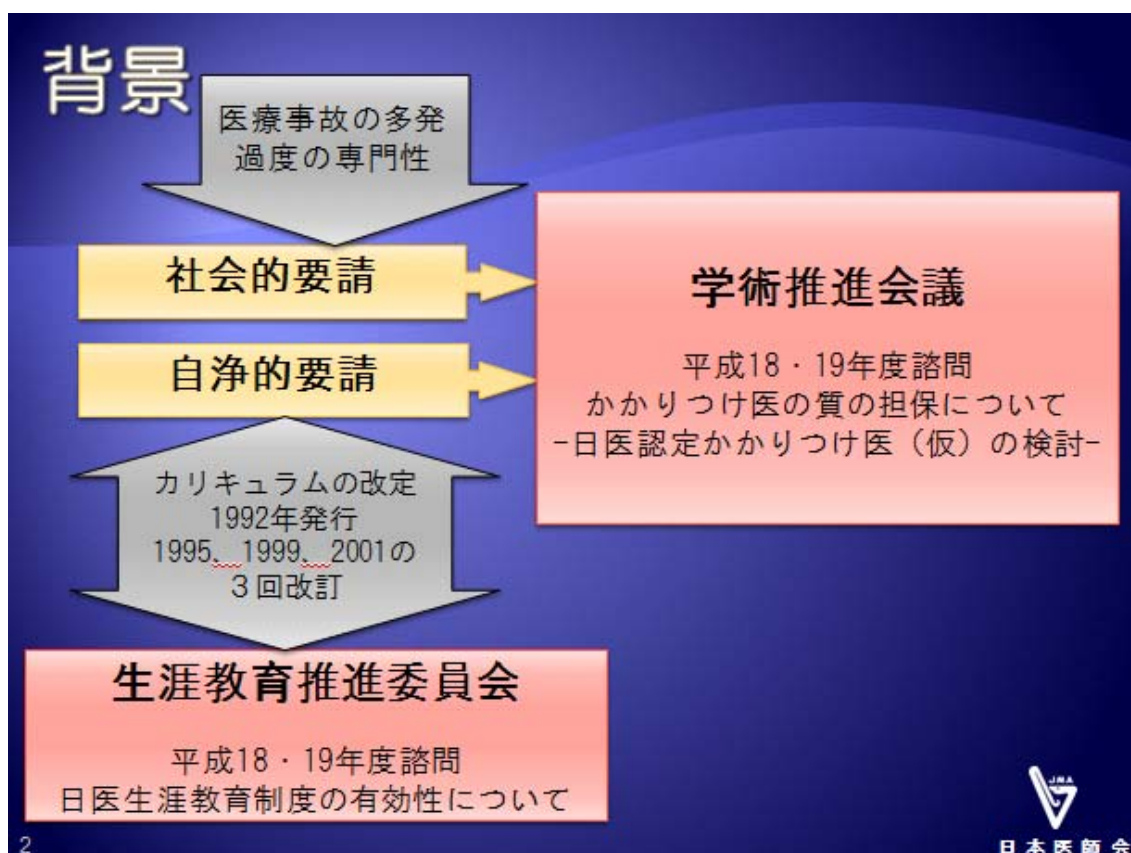 背景
医療事故の多発
過度の専門性
社会的要請
自浄的要請
学術推進会議
平成18・19年度諮問
かかりつけ医の質の担保について
-日医認定かかりつけ医（仮）の検討-
カリキュラムの改定
1992年発行
1995、1999、2001の
３回改訂
生涯教育推進委員会
平成18・19年度諮問
日医生涯教育制度の有効性について
JMA
日本医師会
2